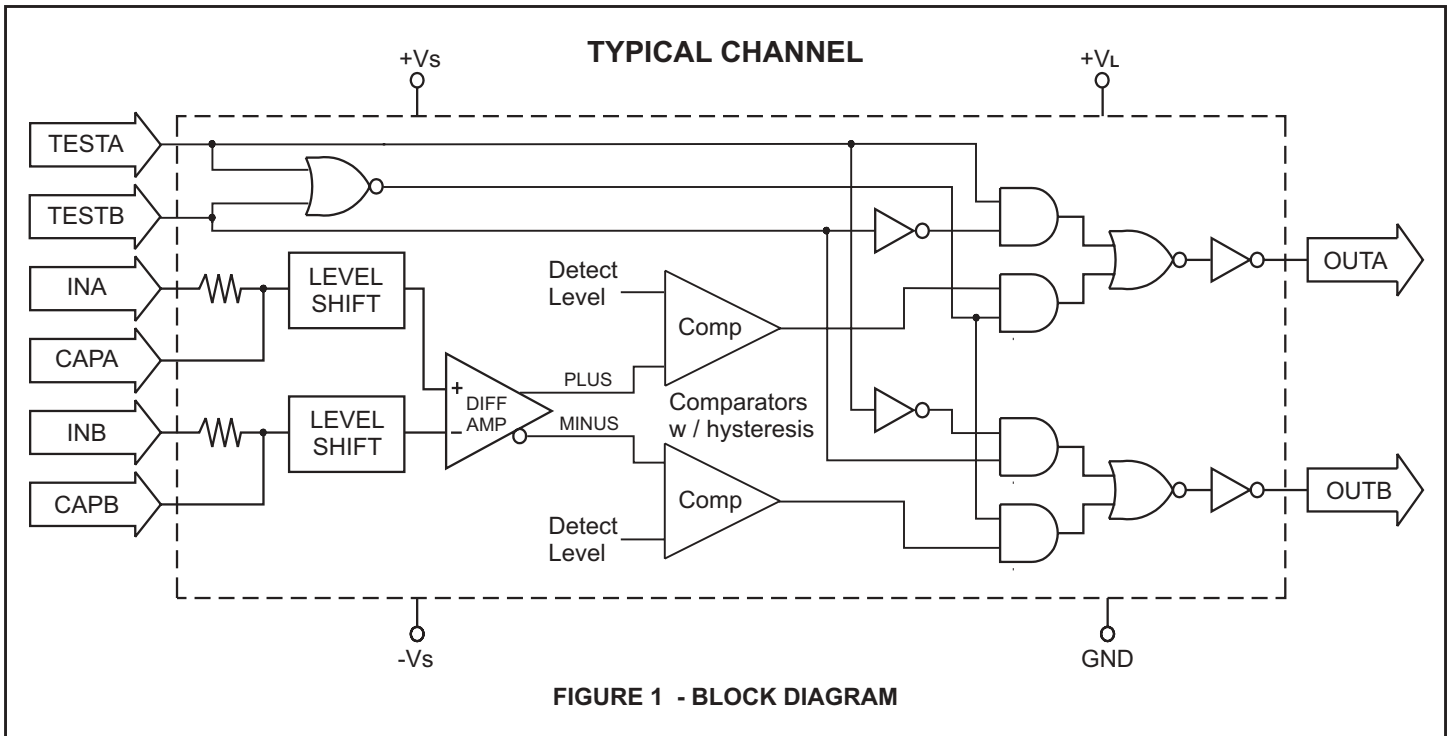 TYPICAL CHANNEL
+VS
+VL
TESTA
TESTB
INA
CAPA
INB
CAPB
LEVEL
SHIFT
LEVEL
SHIFT
+
DIFF
AMP
−
PLUS
MINUS
Detect
Level
Comp
Comparators
w / hysteresis
Comp
Detect
Level
OUTA
OUTB
-VS
GND
FIGURE 1 - BLOCK DIAGRAM